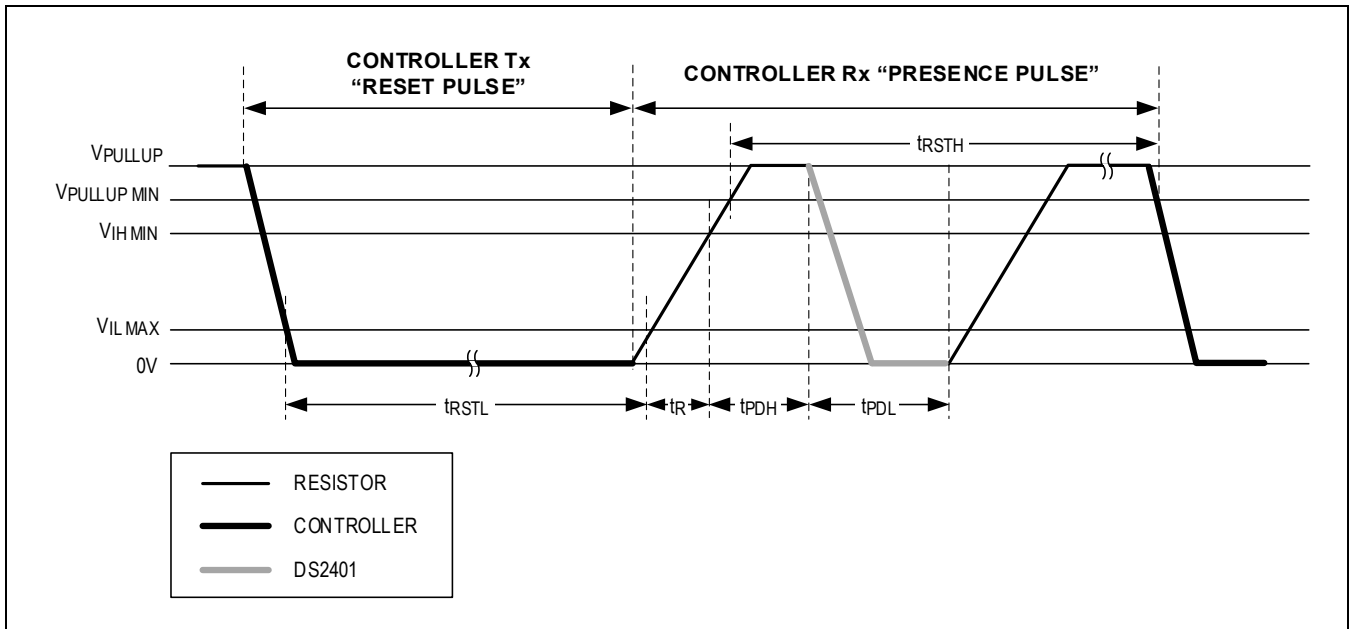 CONTROLLER Tx
“RESET PULSE”
CONTROLLER Rx “PRESENCE PULSE”
tRSTH
VPULLUP
VPULLUP MIN
VIH MIN
VIL MAX
0V
tRSTL
tR
tPDH
tPDL
RESISTOR
CONTROLLER
DS2401